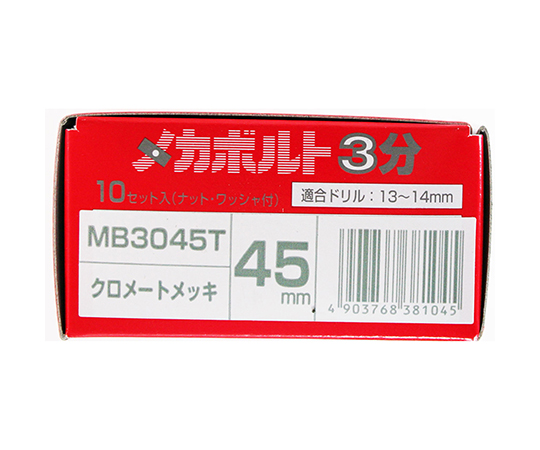 メカボルト3分
10セット入(ナット・ワッシャ付) 適合ドリル：13〜14mm
MB3045T
クロメートメッキ
45mm
4 903768 381045